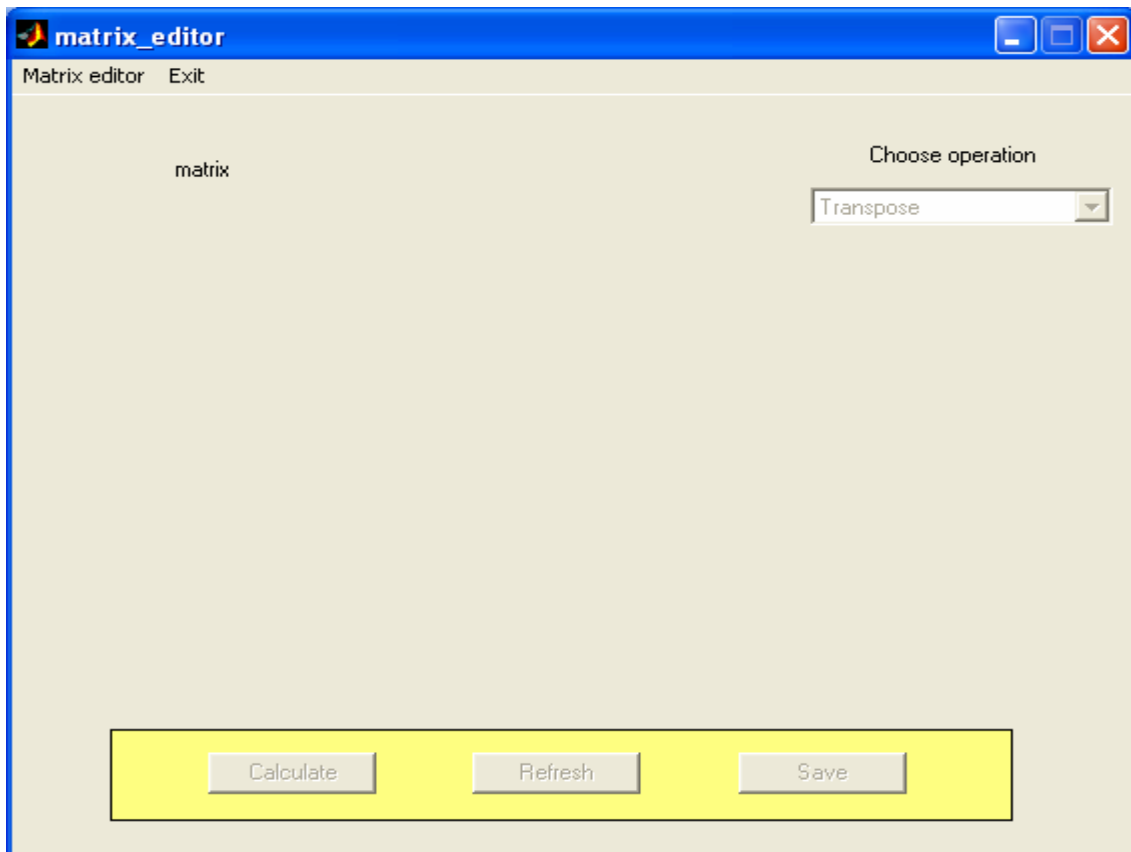 matrix_editor
Matrix editor Exit
matrix
Choose operation
Transpose
Calculate Refresh Save